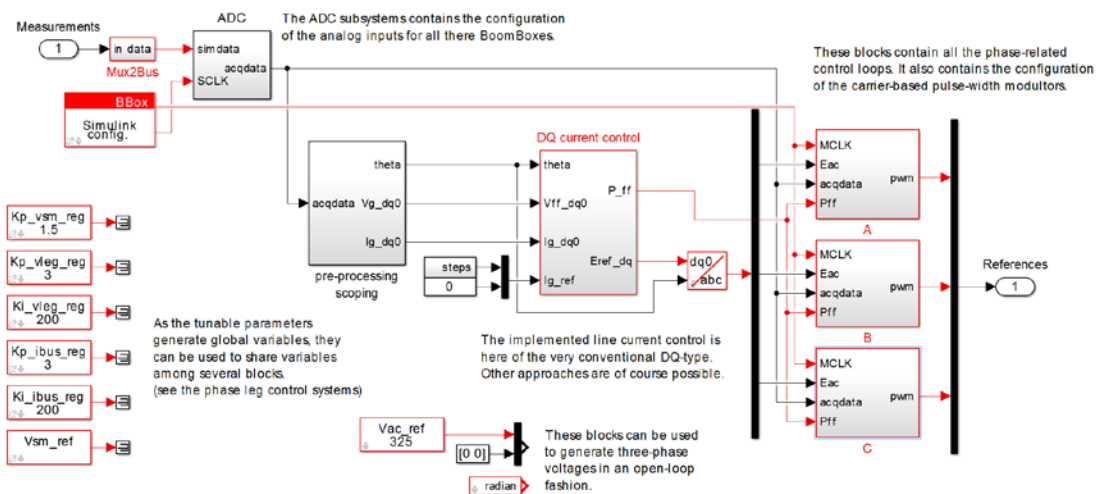 ADC
Measurements
1
in data
Mux2Bus
simdata
acqdata
SCLK
The ADC subsystems contains the configuration
of the analog inputs for all there BoomBoxes.
BBox
Simulink
config.
These blocks contain all the phase-related
control loops. It also contains the configuration
of the carrier-based pulse-width modultors.
acqdata
theta
Vg_dq0
Ig_dq0
pre-processing
scoping
DQ current control
theta
Vff_dq0
Ig_dq0
Ig_ref
P_ff
Eref_dq
steps
0
dq0
abc
MCLK
Eac
acqdata
Pff
pwm
A
MCLK
Eac
acqdata
Pff
pwm
B
MCLK
Eac
acqdata
Pff
pwm
C
References
1
Kp_vsm_reg
1.5
Kp_vleg_reg
3
Ki_vleg_reg
200
Kp_ibus_reg
3
Ki_ibus_reg
200
Vsm_ref
As the tunable parameters
generate global variables, they
can be used to share variables
among several blocks.
(see the phase leg control systems)
The implemented line current control is
here of the very conventional DQ-type.
Other approaches are of course possible.
Vac_ref
325
[0 0]
radian
These blocks can be used
to generate three-phase
voltages in an open-loop
fashion.